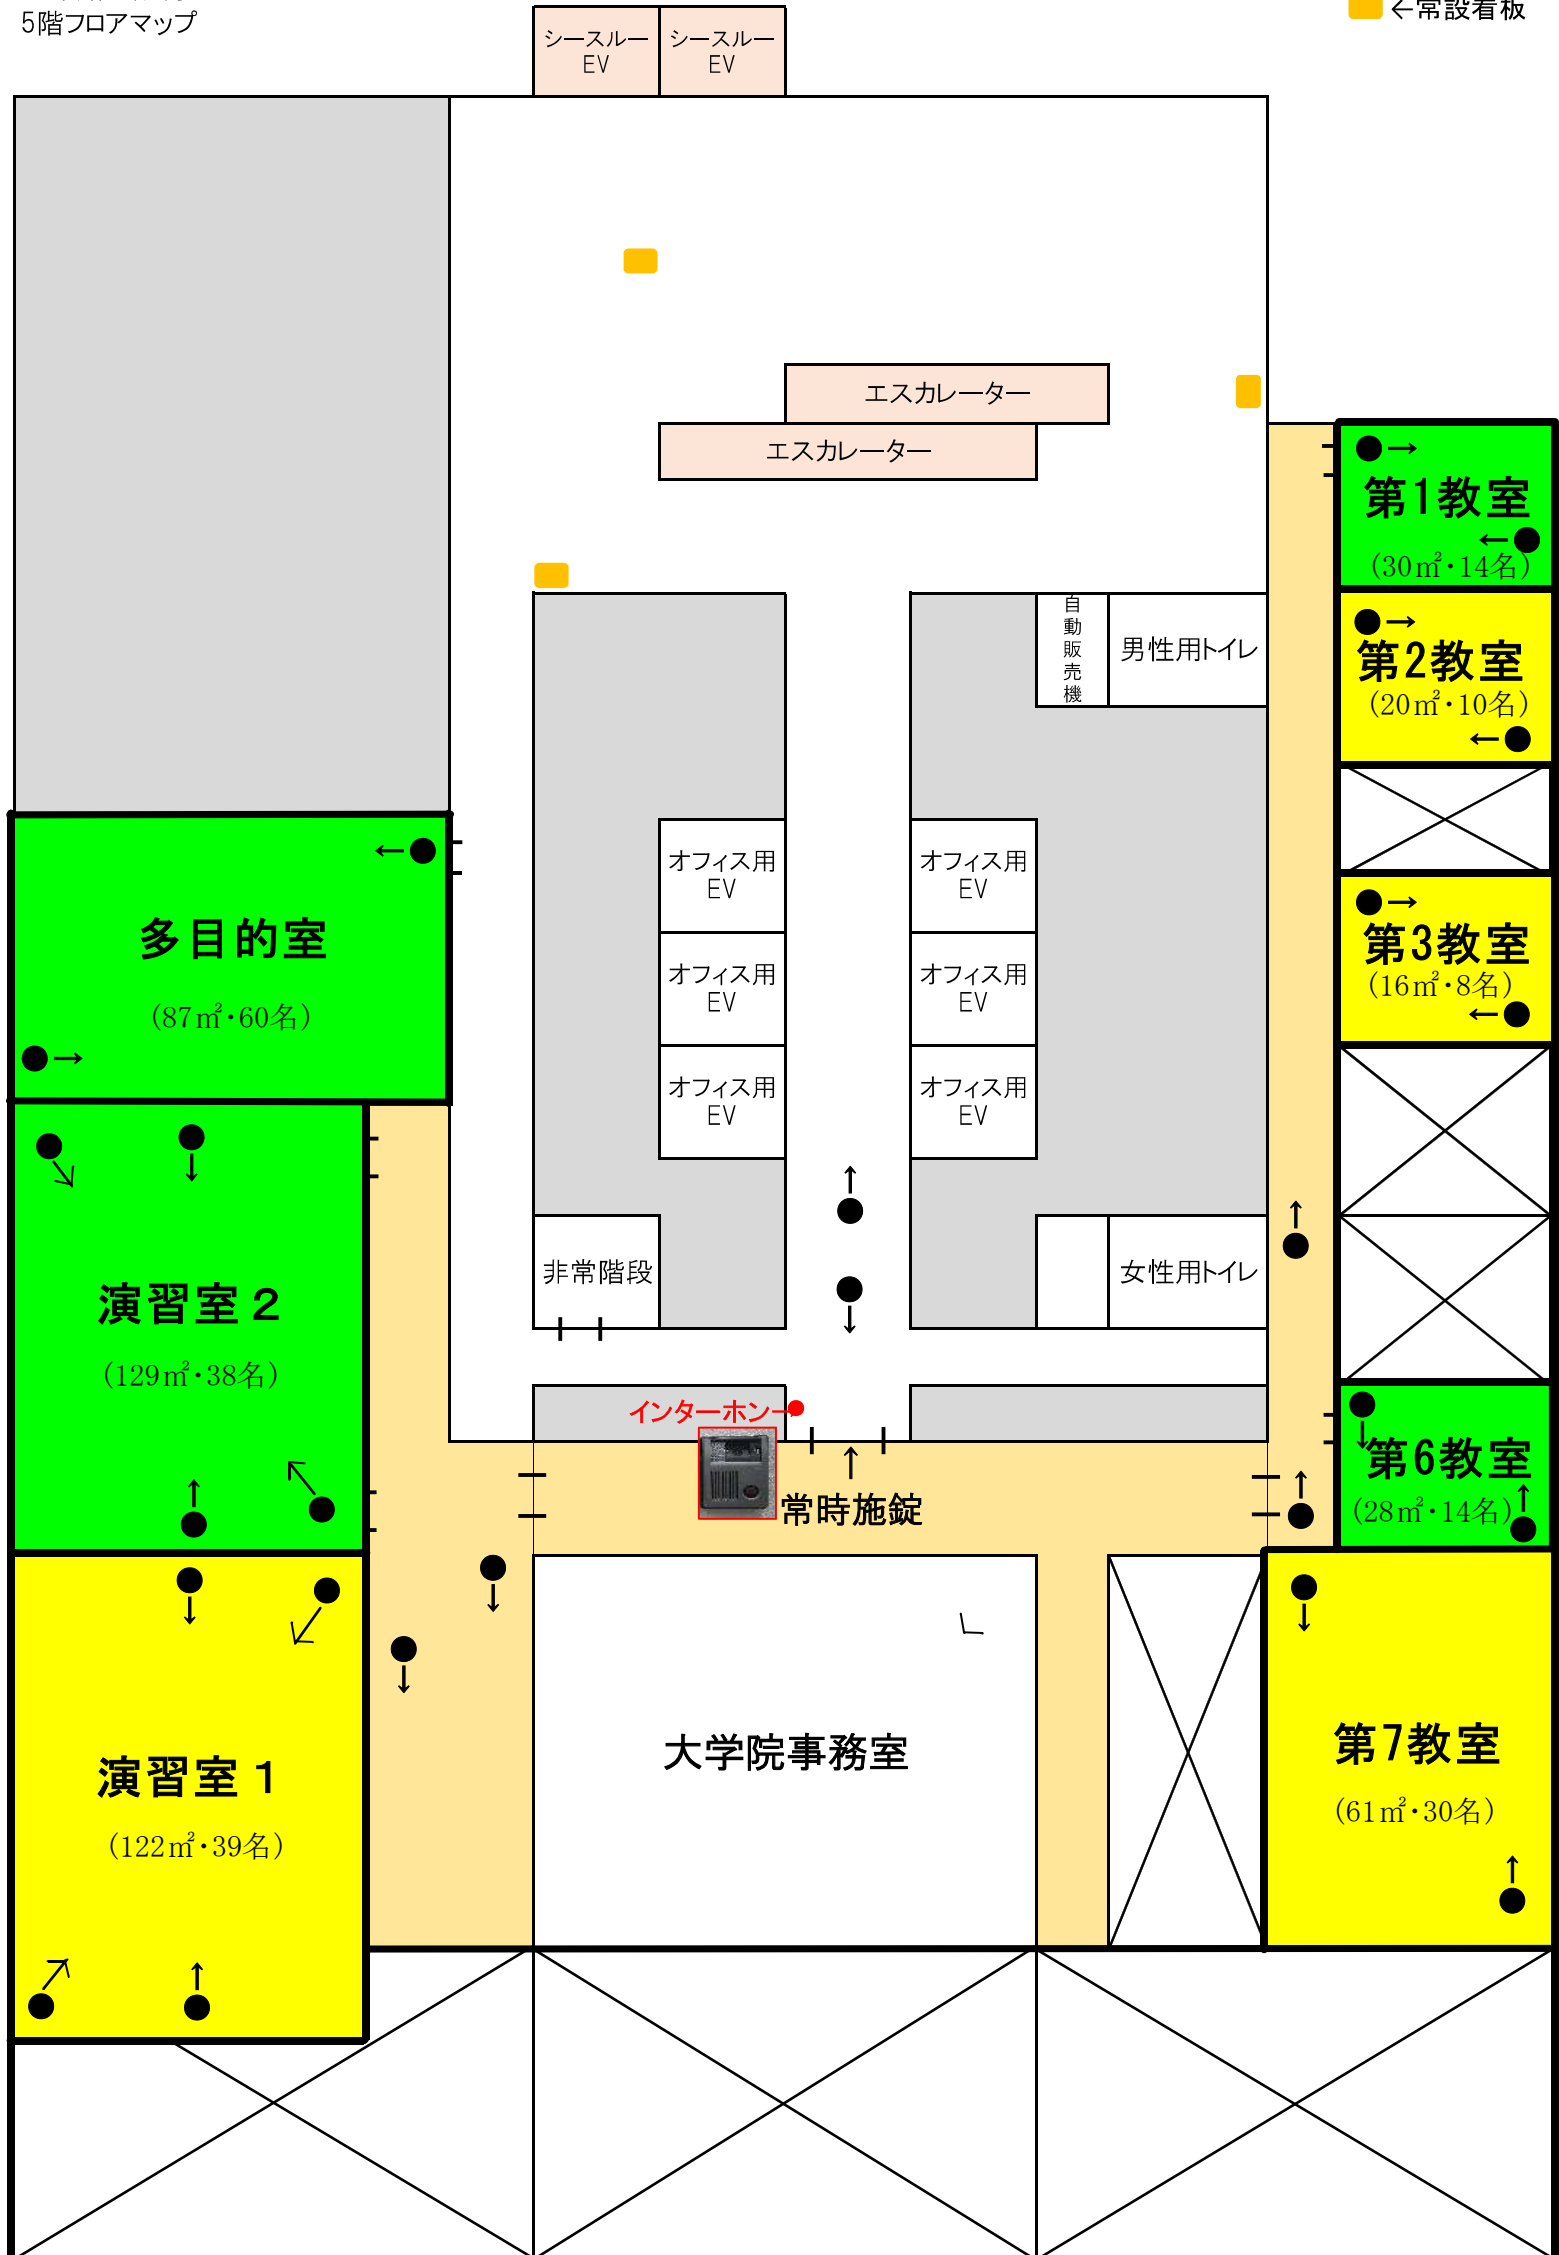 5階フロアマップ
←常設看板
シースルー
EV
シースルー
EV
エスカレーター
エスカレーター
第1教室
(30㎡・14名)
自動販売機
男性用トイレ
第2教室
(20㎡・10名)
オフィス用
EV
オフィス用
EV
多目的室
(87㎡・60名)
第3教室
(16㎡・8名)
オフィス用
EV
オフィス用
EV
オフィス用
EV
オフィス用
EV
非常階段
女性用トイレ
演習室2
(129㎡・38名)
インターホン
常時施錠
第6教室
(28㎡・14名)
大学院事務室
第7教室
(61㎡・30名)
演習室1
(122㎡・39名)